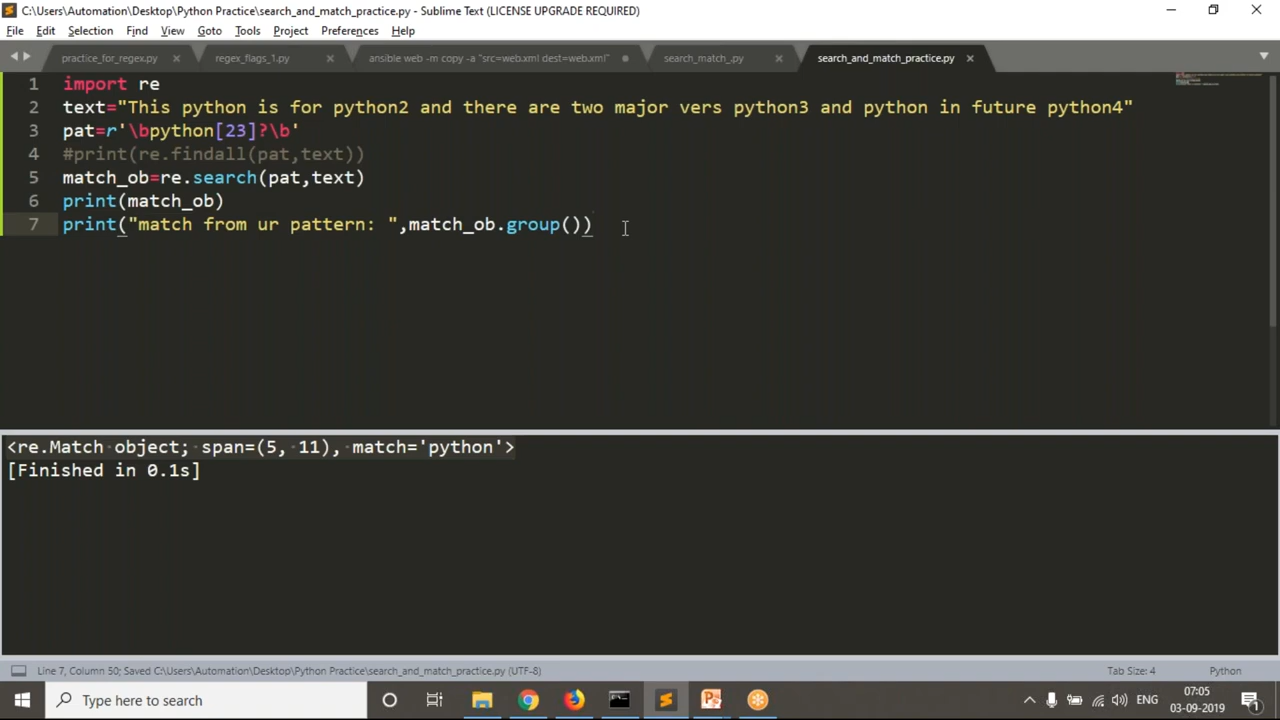 C:\Users\Automation\Desktop\Python Practice\search_and_match_practice.py - Sublime Text (LICENSE UPGRADE REQUIRED)
File Edit Selection Find View Goto Tools Project Preferences Help
practice_for_regex.py regex_flags_1.py ansible web -m copy -a "src=web.xml dest=web.xml" search_match_.py search_and_match_practice.py
1 import re
2 text="This python is for python2 and there are two major vers python3 and python in future python4"
3 pat=r'\bpython[23]?\b'
4 #print(re.findall(pat,text))
5 match_ob=re.search(pat,text)
6 print(match_ob)
7 print("match from ur pattern: ",match_ob.group())
<re.Match object; span=(5, 11), match='python'>
[Finished in 0.1s]
Line 7, Column 50; Saved C:\Users\Automation\Desktop\Python Practice\search_and_match_practice.py (UTF-8) Tab Size: 4 Python
Type here to search ENG 07:05
03-09-2019 1